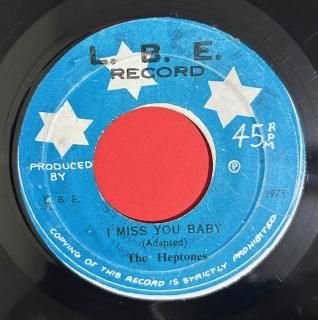 L. B. E.
RECORD
45 RPM
PRODUCED
BY
L. B. E.
℗
1973
I MISS YOU BABY
(Adapted)
The Heptones
COPYING OF THIS RECORD IS STRICTLY PROHIBITED